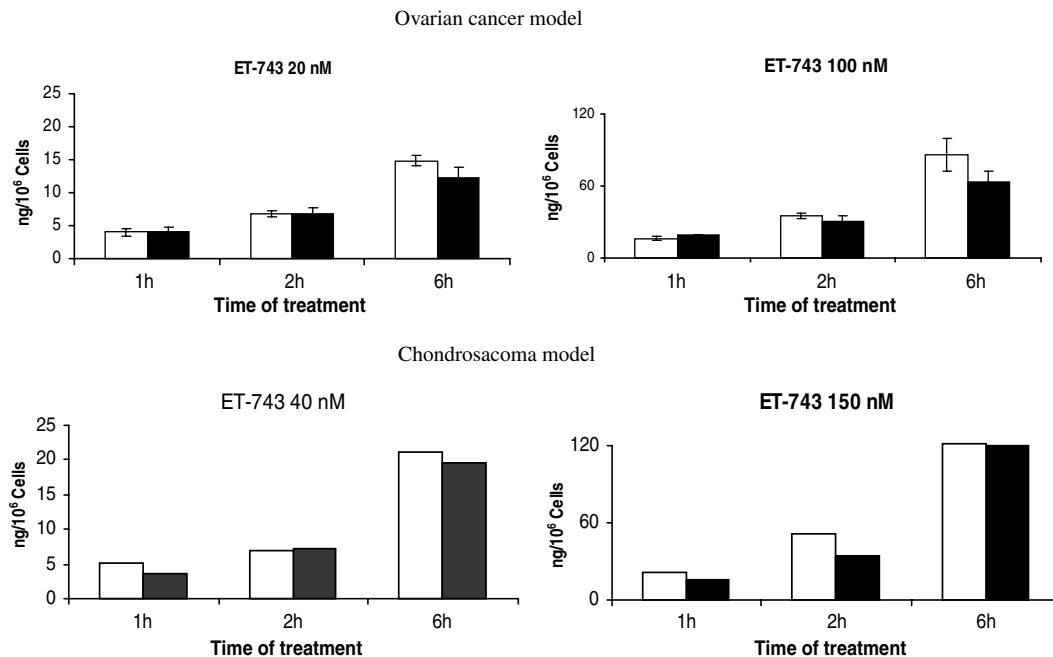 Ovarian cancer model
ET-743 20 nM
25
20
15
10
5
0
ng/10⁶ Cells
1h 2h 6h
Time of treatment
ET-743 100 nM
120
60
0
ng/10⁶ Cells
1h 2h 6h
Time of treatment
Chondrosacoma model
ET-743 40 nM
25
20
15
10
5
0
ng/10⁶ Cells
1h 2h 6h
Time of treatment
ET-743 150 nM
120
60
0
ng/10⁶ Cells
1h 2h 6h
Time of treatment